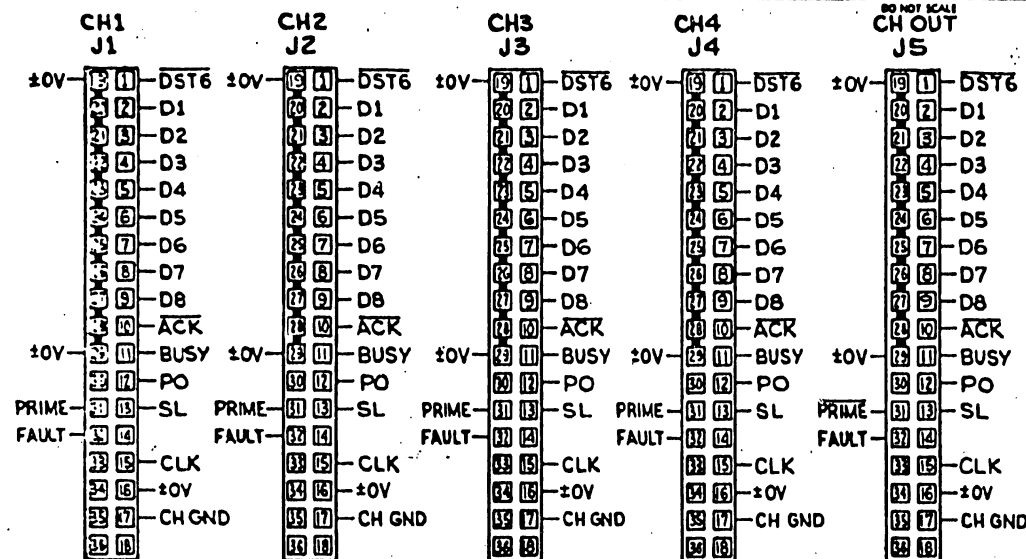 DO NOT SCALE
CH1 CH2 CH3 CH4 CH OUT
J1 J2 J3 J4 J5
±0V 19 1 D̅S̅T̅6̅ ±0V 19 1 D̅S̅T̅6̅ ±0V 19 1 D̅S̅T̅6̅ ±0V 19 1 D̅S̅T̅6̅ ±0V 19 1 D̅S̅T̅6̅
2 D1 20 2 D1 20 2 D1 20 2 D1 20 2 D1
21 3 D2 21 3 D2 21 3 D2 21 3 D2 21 3 D2
4 D3 22 4 D3 22 4 D3 22 4 D3 22 4 D3
5 D4 23 5 D4 23 5 D4 23 5 D4 23 5 D4
6 D5 24 6 D5 24 6 D5 24 6 D5 24 6 D5
7 D6 25 7 D6 25 7 D6 25 7 D6 25 7 D6
8 D7 26 8 D7 26 8 D7 26 8 D7 26 8 D7
9 D8 27 9 D8 27 9 D8 27 9 D8 27 9 D8
10 A̅C̅K̅ 28 10 A̅C̅K̅ 28 10 A̅C̅K̅ 28 10 A̅C̅K̅ 28 10 A̅C̅K̅
±0V 11 BUSY ±0V 29 11 BUSY ±0V 29 11 BUSY ±0V 29 11 BUSY ±0V 29 11 BUSY
12 PO 30 12 PO 30 12 PO 30 12 PO 30 12 PO
PRIME 31 13 SL PRIME 31 13 SL PRIME 31 13 SL PRIME 31 13 SL P̅R̅I̅M̅E̅ 31 13 SL
FAULT 14 FAULT 32 14 FAULT 32 14 FAULT 32 14 FAULT 32 14
33 15 CLK 33 15 CLK 33 15 CLK 33 15 CLK 33 15 CLK
34 16 ±0V 34 16 ±0V 34 16 ±0V 34 16 ±0V 34 16 ±0V
35 17 CH GND 35 17 CH GND 35 17 CH GND 35 17 CH GND 35 17 CH GND
36 18 36 18 36 18 36 18 36 18